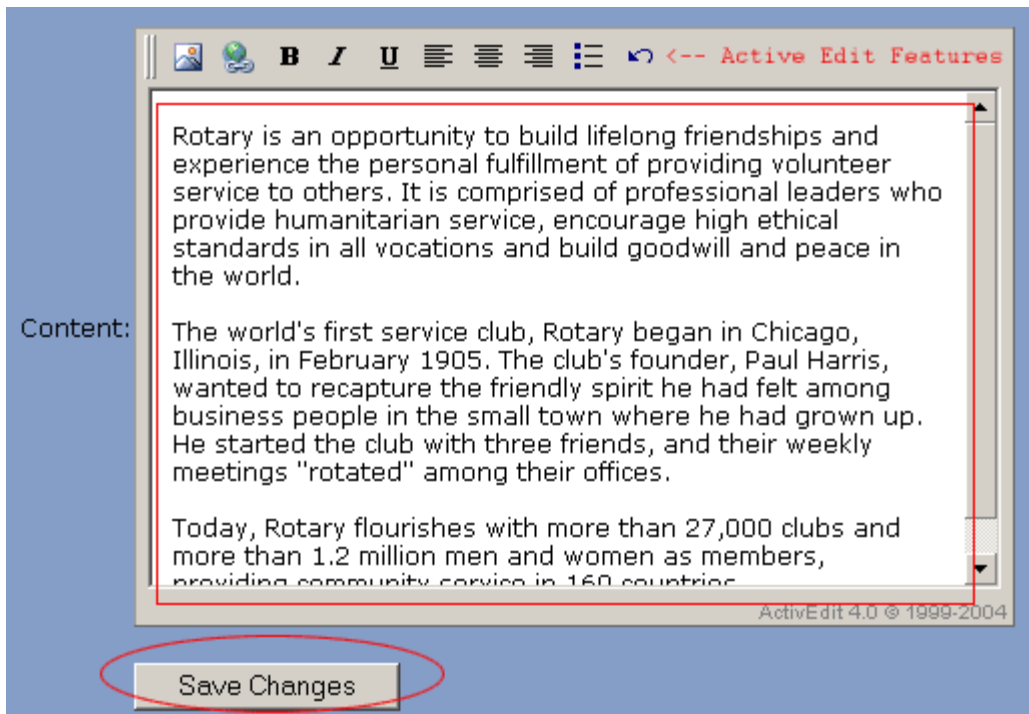 B I U <-- Active Edit Features
Rotary is an opportunity to build lifelong friendships and
experience the personal fulfillment of providing volunteer
service to others. It is comprised of professional leaders who
provide humanitarian service, encourage high ethical
standards in all vocations and build goodwill and peace in
the world.
Content:
The world's first service club, Rotary began in Chicago,
Illinois, in February 1905. The club's founder, Paul Harris,
wanted to recapture the friendly spirit he had felt among
business people in the small town where he had grown up.
He started the club with three friends, and their weekly
meetings "rotated" among their offices.
Today, Rotary flourishes with more than 27,000 clubs and
more than 1.2 million men and women as members,
providing community service in 160 countries
ActivEdit 4.0 © 1999-2004
Save Changes